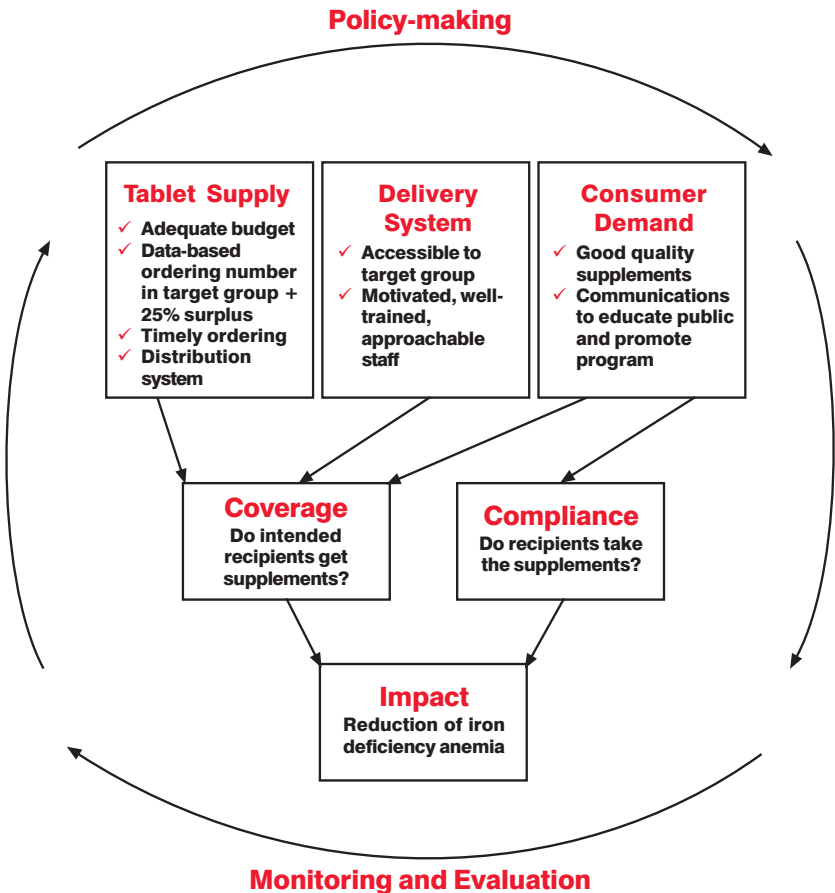 Policy-making
Tablet Supply
✓ Adequate budget
✓ Data-based
ordering number
in target group +
25% surplus
✓ Timely ordering
✓ Distribution
system
Delivery
System
✓ Accessible to
target group
✓ Motivated, well-
trained,
approachable
staff
Consumer
Demand
✓ Good quality
supplements
✓ Communications
to educate public
and promote
program
Coverage
Do intended
recipients get
supplements?
Compliance
Do recipients take
the supplements?
Impact
Reduction of iron
deficiency anemia
Monitoring and Evaluation